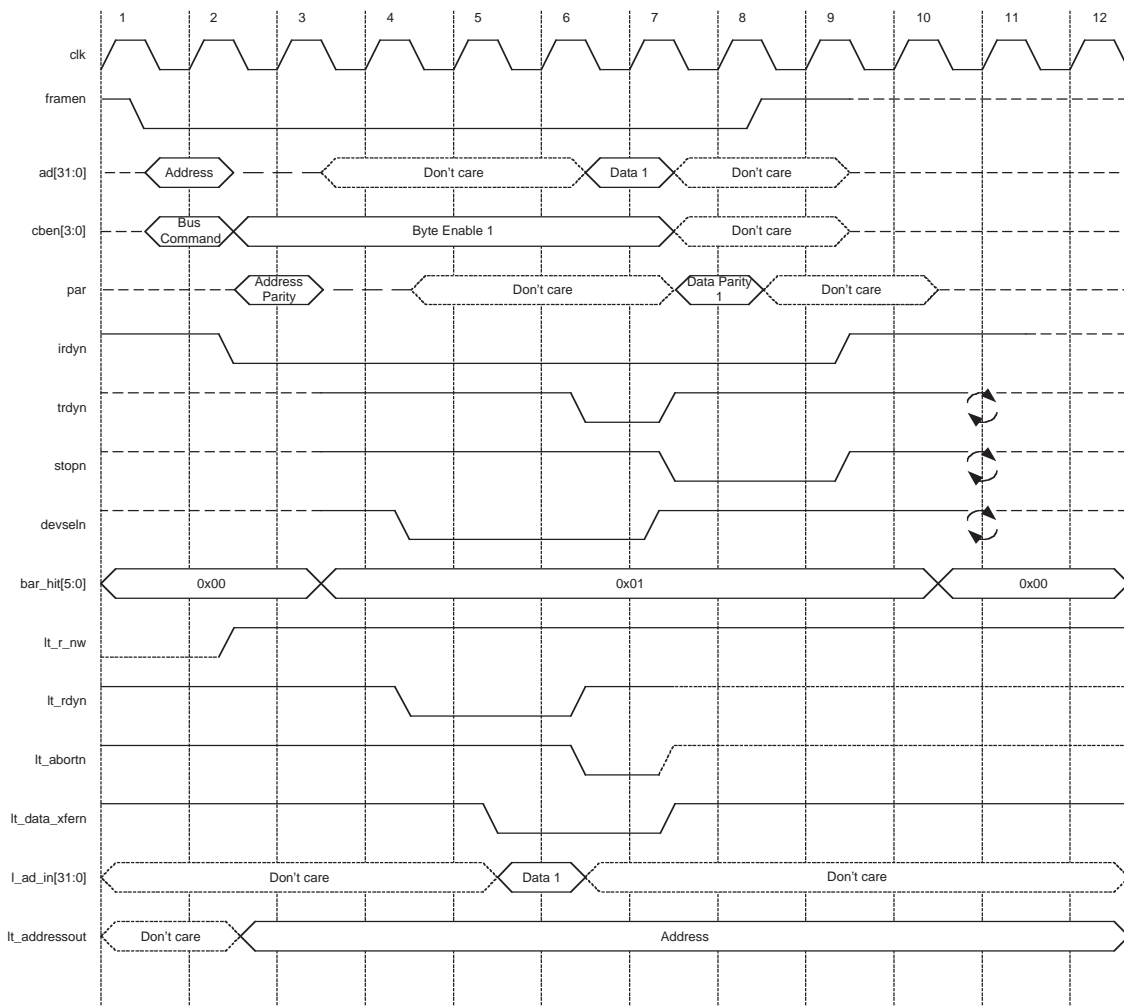 1 2 3 4 5 6 7 8 9 10 11 12
clk
framen
ad[31:0] Address Don't care Data 1 Don't care
cben[3:0] Bus Command Byte Enable 1 Don't care
par Address Parity Don't care Data Parity 1 Don't care
irdyn
trdyn
stopn
devseln
bar_hit[5:0] 0x00 0x01 0x00
lt_r_nw
lt_rdyn
lt_abortn
lt_data_xfern
l_ad_in[31:0] Don't care Data 1 Don't care
lt_addressout Don't care Address